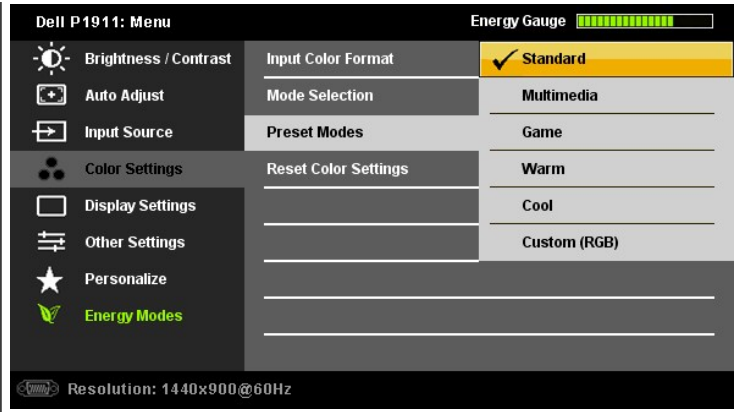 Dell P1911: Menu
Energy Gauge
Brightness / Contrast
Auto Adjust
Input Source
Color Settings
Display Settings
Other Settings
Personalize
Energy Modes
Input Color Format
Mode Selection
Preset Modes
Reset Color Settings
Standard
Multimedia
Game
Warm
Cool
Custom (RGB)
Resolution: 1440x900@60Hz